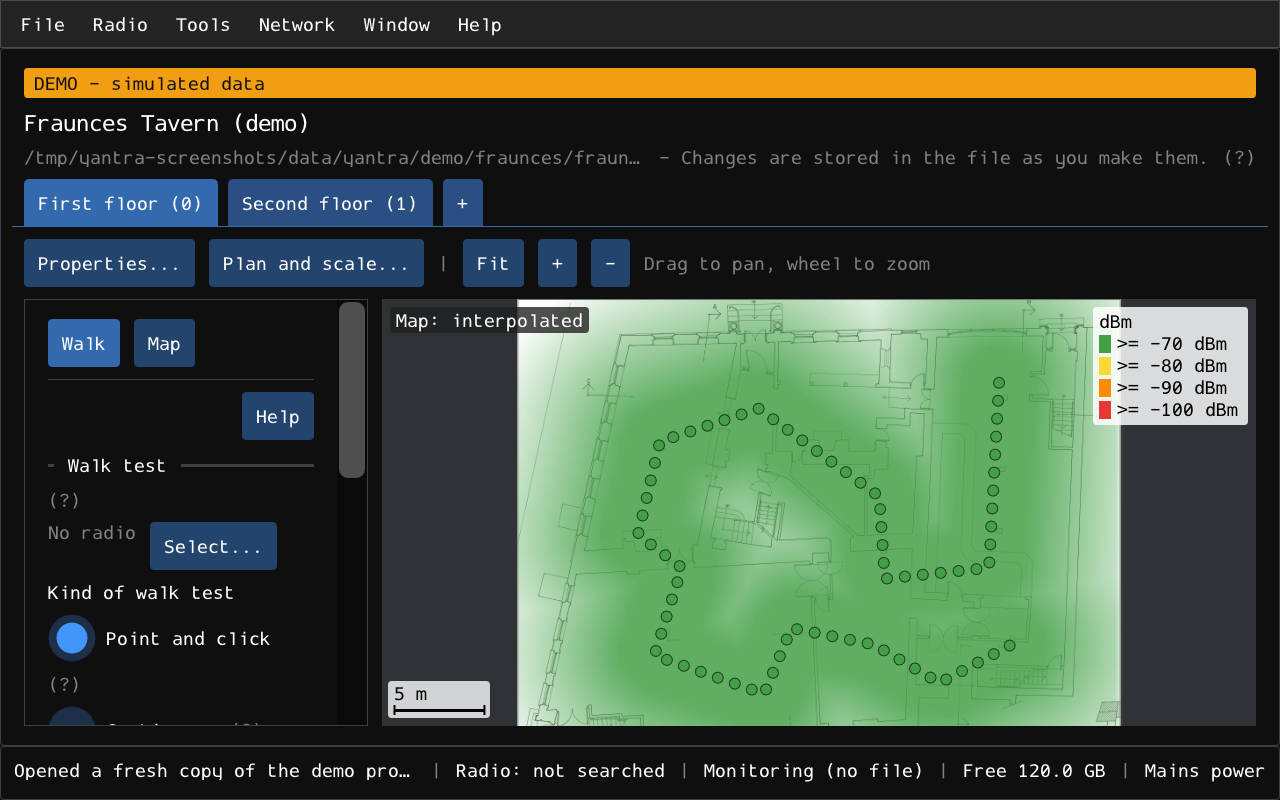 File Radio Tools Network Window Help
DEMO - simulated data
Fraunces Tavern (demo)
/tmp/yantra-screenshots/data/yantra/demo/fraunces/fraun… - Changes are stored in the file as you make them. (?)
First floor (0) Second floor (1) +
Properties... Plan and scale... | Fit + - Drag to pan, wheel to zoom
Walk Map
Help
Walk test
(?)
No radio Select...
Kind of walk test
Point and click
(?)
Map: interpolated
dBm
>= -70 dBm
>= -80 dBm
>= -90 dBm
>= -100 dBm
5 m
Opened a fresh copy of the demo pro… | Radio: not searched | Monitoring (no file) | Free 120.0 GB | Mains power